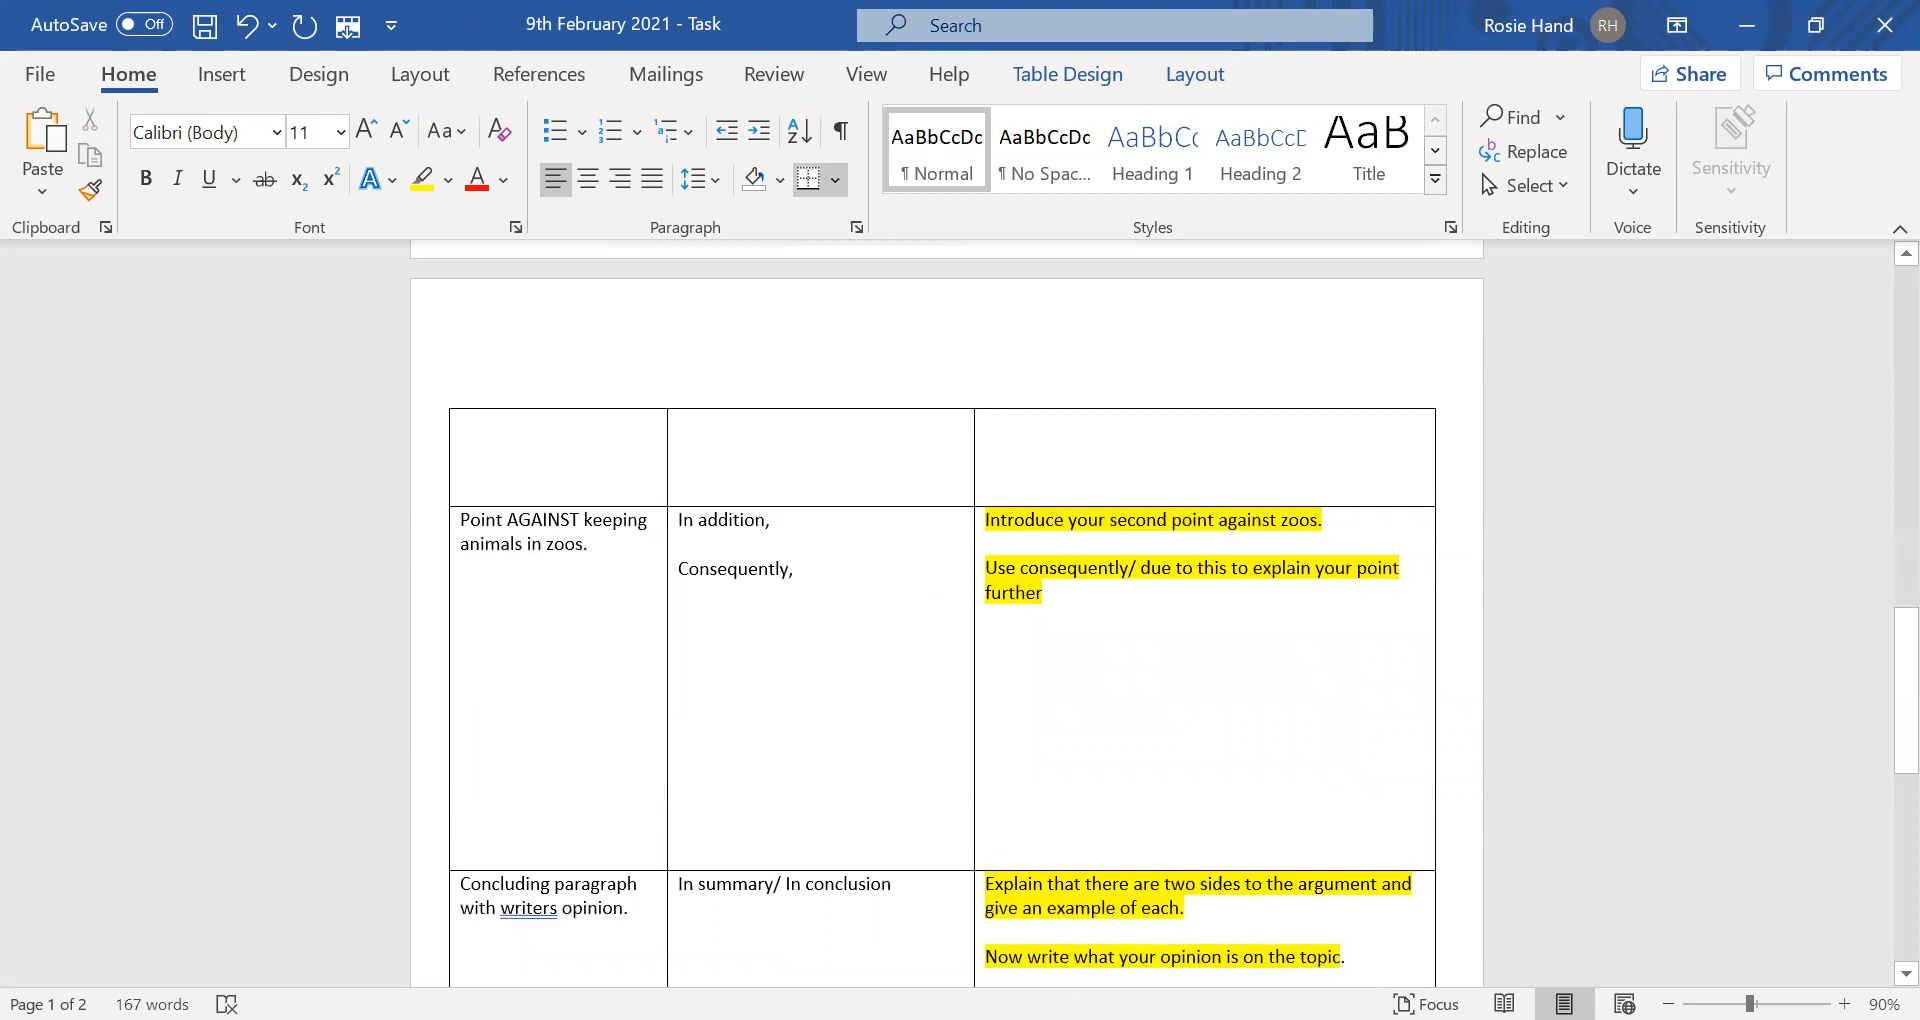 AutoSave Off 9th February 2021 - Task Search Rosie Hand RH
File Home Insert Design Layout References Mailings Review View Help Table Design Layout Share Comments
Paste Calibri (Body) 11 Aa
AaBbCcDc AaBbCcDc AaBbCc AaBbCcE AaB
¶ Normal ¶ No Spac... Heading 1 Heading 2 Title
Find
Replace
Select
Dictate
Sensitivity
Clipboard Font Paragraph Styles Editing Voice Sensitivity
Point AGAINST keeping
animals in zoos.
In addition,
Consequently,
Introduce your second point against zoos.
Use consequently/ due to this to explain your point
further
Concluding paragraph
with writers opinion.
In summary/ In conclusion
Explain that there are two sides to the argument and
give an example of each.
Now write what your opinion is on the topic.
Page 1 of 2 167 words Focus 90%